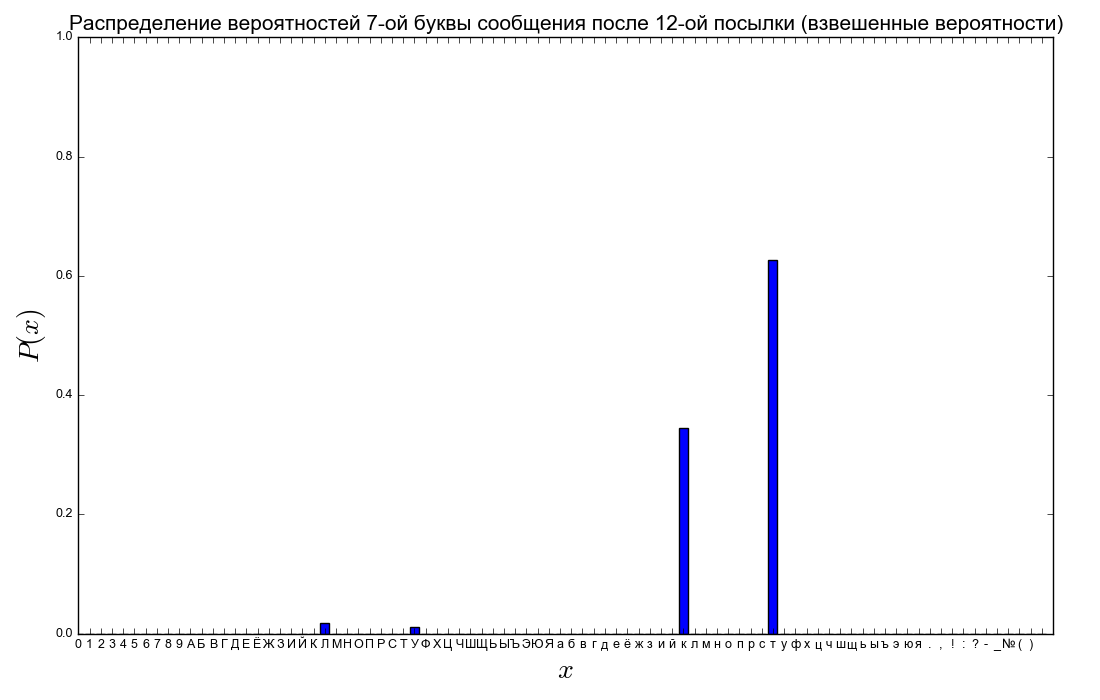 Распределение вероятностей 7-ой буквы сообщения после 12-ой посылки (взвешенные вероятности)
1.0
0.8
0.6
0.4
0.2
0.0
P(x)
0 1 2 3 4 5 6 7 8 9 А Б В Г Д Е Ё Ж З И Й К Л М Н О П Р С Т У Ф Х Ц Ч Ш Щ Ь Ы Ъ Э Ю Я а б в г д е ё ж з и й к л м н о п р с т у ф х ц ч ш щ ь ы ъ э ю я . , ! : ? - _ № ( )
x